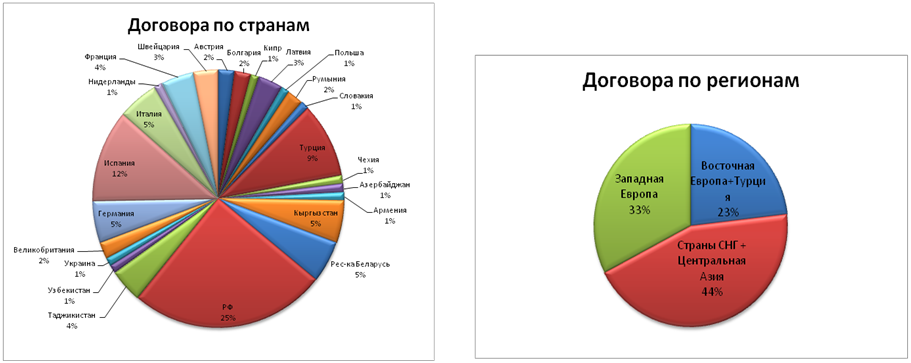 Договора по странам
Австрия
2%
Болгария
2%
Кипр
1%
Латвия
3%
Польша
1%
Румыния
2%
Словакия
1%
Турция
9%
Чехия
1%
Азербайджан
1%
Армения
1%
Кыргызстан
5%
Рес-ка Беларусь
5%
РФ
25%
Таджикистан
4%
Узбекистан
1%
Украина
1%
Великобритания
2%
Германия
5%
Испания
12%
Италия
5%
Нидерланды
1%
Франция
4%
Швейцария
3%
Договора по регионам
Восточная
Европа+Турци
я
23%
Страны СНГ +
Центральная
Азия
44%
Западная
Европа
33%